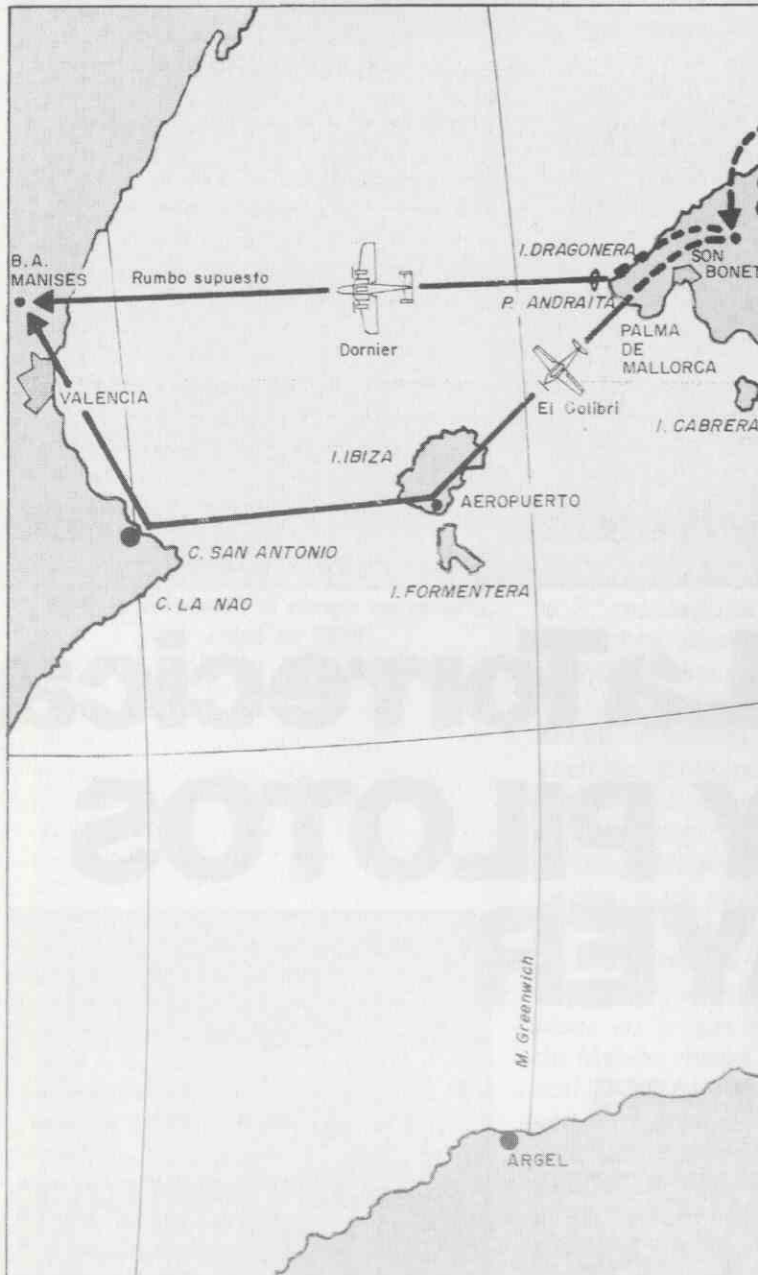 I. DRAGONERA
SON
BONET
B.A.
MANISES
Rumbo supuesto
P. ANDRAITA
Dornier
PALMA
DE
MALLORCA
El Colibrí
VALENCIA
I. CABRERA
I. IBIZA
AEROPUERTO
C. SAN ANTONIO
I. FORMENTERA
C. LA NAO
PILOTOS
M. Greenwich
ARGEL